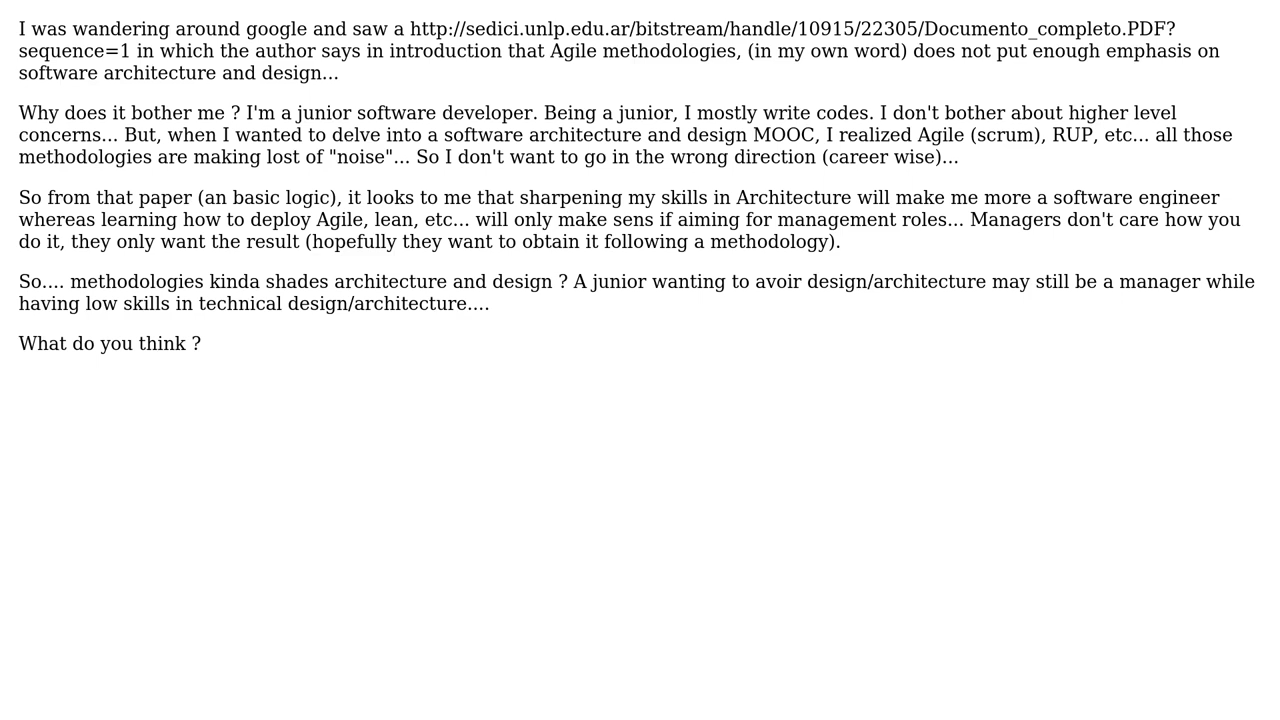 I was wandering around google and saw a http://sedici.unlp.edu.ar/bitstream/handle/10915/22305/Documento_completo.PDF?
sequence=1 in which the author says in introduction that Agile methodologies, (in my own word) does not put enough emphasis on
software architecture and design...
Why does it bother me ? I'm a junior software developer. Being a junior, I mostly write codes. I don't bother about higher level
concerns... But, when I wanted to delve into a software architecture and design MOOC, I realized Agile (scrum), RUP, etc... all those
methodologies are making lost of "noise"... So I don't want to go in the wrong direction (career wise)...
So from that paper (an basic logic), it looks to me that sharpening my skills in Architecture will make me more a software engineer
whereas learning how to deploy Agile, lean, etc... will only make sens if aiming for management roles... Managers don't care how you
do it, they only want the result (hopefully they want to obtain it following a methodology).
So.... methodologies kinda shades architecture and design ? A junior wanting to avoir design/architecture may still be a manager while
having low skills in technical design/architecture....
What do you think ?